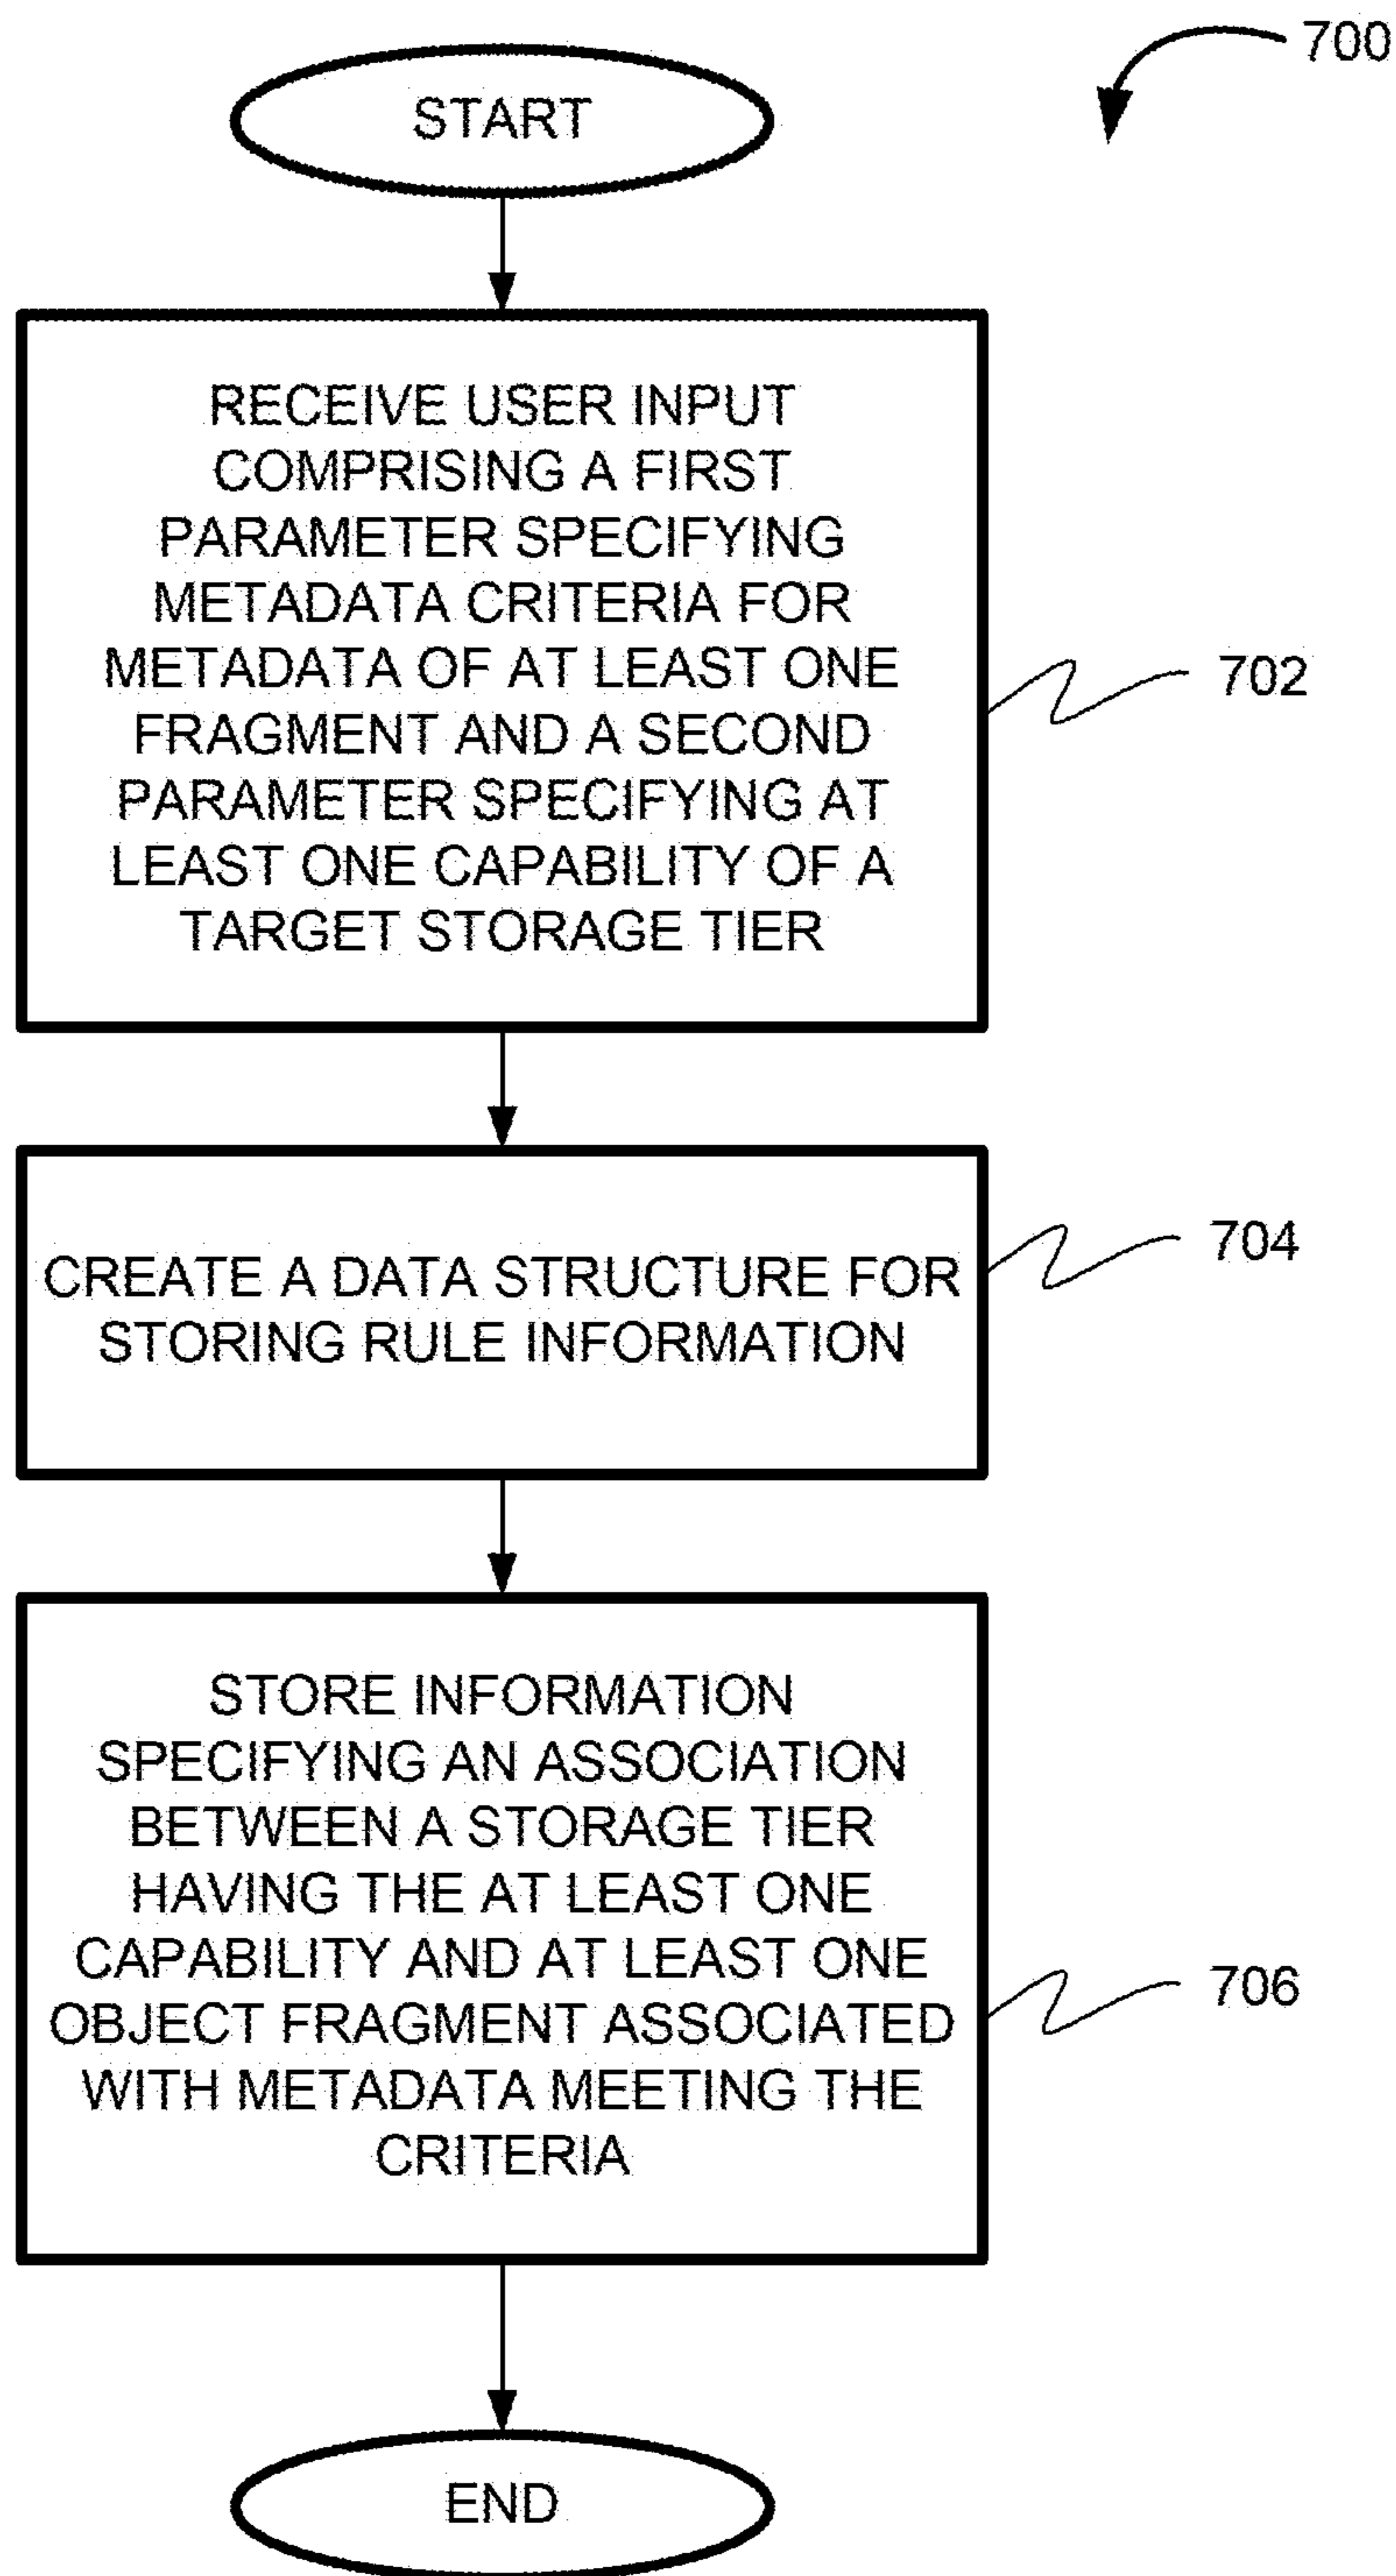 700
START
RECEIVE USER INPUT
COMPRISING A FIRST
PARAMETER SPECIFYING
METADATA CRITERIA FOR
METADATA OF AT LEAST ONE
FRAGMENT AND A SECOND
PARAMETER SPECIFYING AT
LEAST ONE CAPABILITY OF A
TARGET STORAGE TIER
702
CREATE A DATA STRUCTURE FOR
STORING RULE INFORMATION
704
STORE INFORMATION
SPECIFYING AN ASSOCIATION
BETWEEN A STORAGE TIER
HAVING THE AT LEAST ONE
CAPABILITY AND AT LEAST ONE
OBJECT FRAGMENT ASSOCIATED
WITH METADATA MEETING THE
CRITERIA
706
END